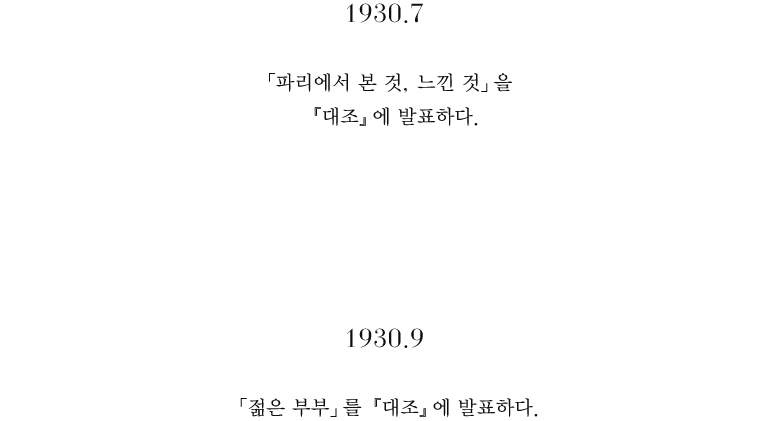 1930.7
「파리에서 본 것, 느낀 것」을
『대조』에 발표하다.
1930.9
「젊은 부부」를 『대조』에 발표하다.